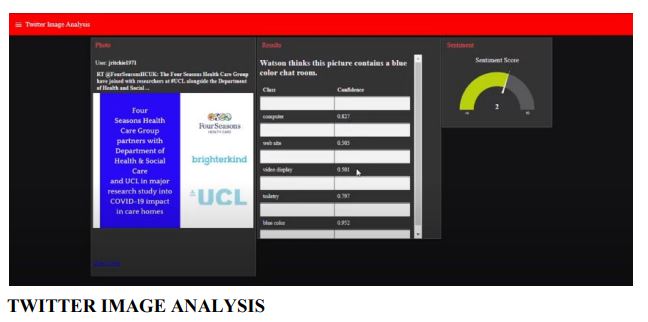 Twitter Image Analysis
Photo
User: jritchie1971
RT @FourSeasonsHCUK: The Four Seasons Health Care Group
have joined with researchers at #UCL alongside the Department
of Health and Social...
Four
Seasons Health
Care Group
partners with
Department of
Health & Social
Care
and UCL in major
research study into
COVID-19 impact
in care homes
Four Seasons
HEALTH CARE
brighterkind
UCL
Results
Watson thinks this picture contains a blue
color chat room.
Class Confidence
computer 0.827
web site 0.505
video display 0.501
toiletry 0.797
blue color 0.952
Sentiment
Sentiment Score
2
TWITTER IMAGE ANALYSIS